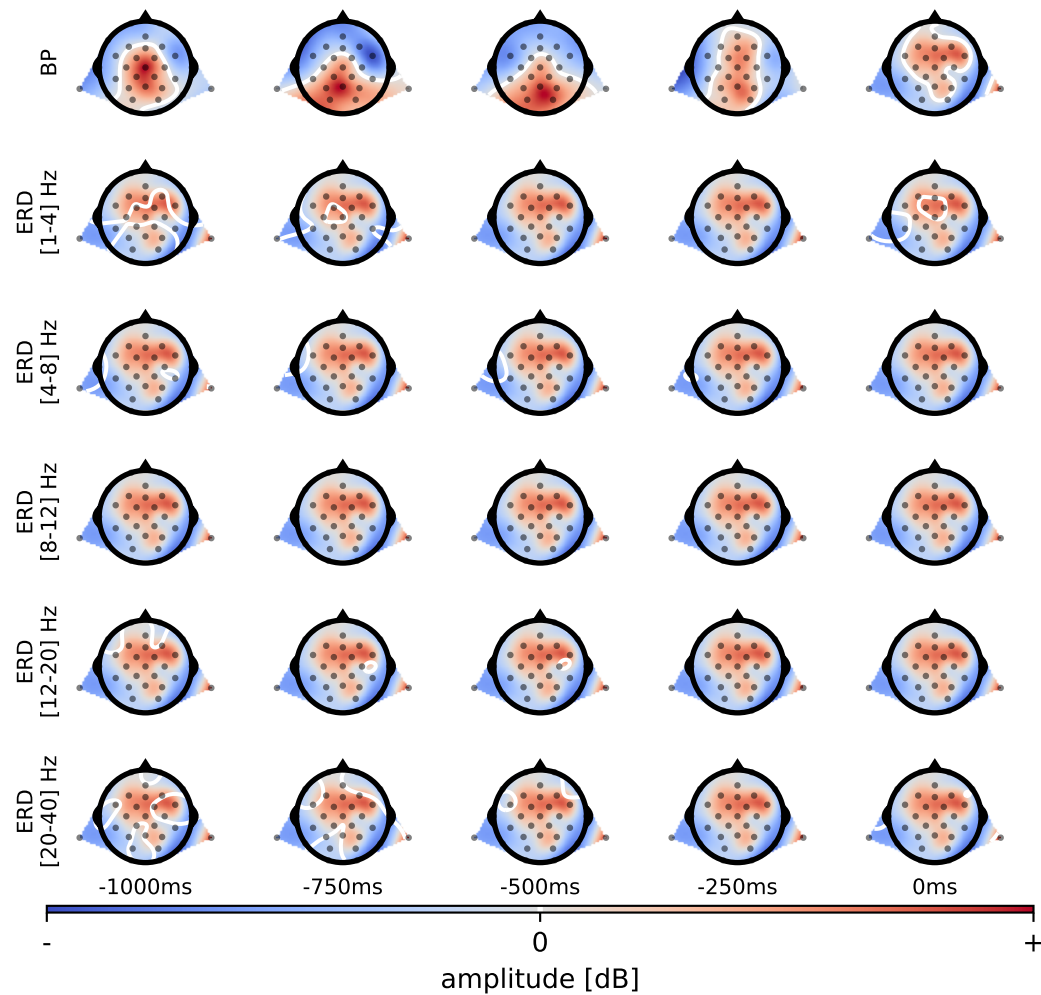 BP
ERD
[1-4] Hz
ERD
[4-8] Hz
ERD
[8-12] Hz
ERD
[12-20] Hz
ERD
[20-40] Hz
-1000ms -750ms -500ms -250ms 0ms
- 0 +
amplitude [dB]